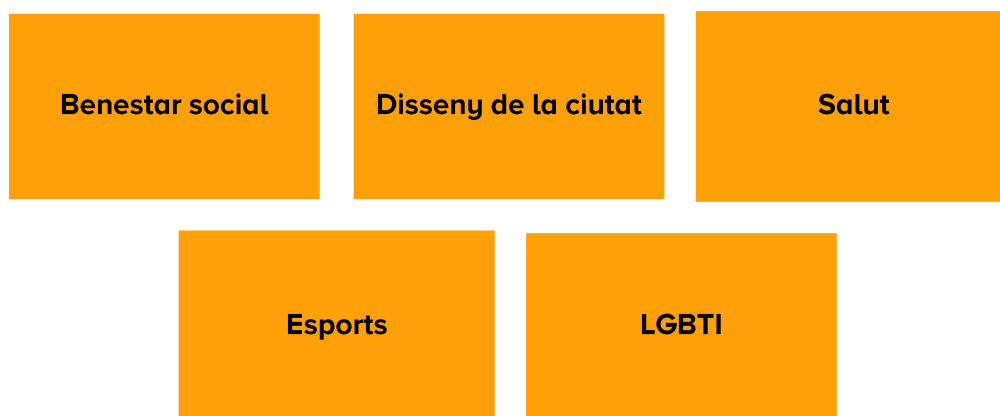 Benestar social
Disseny de la ciutat
Salut
Esports
LGBTI